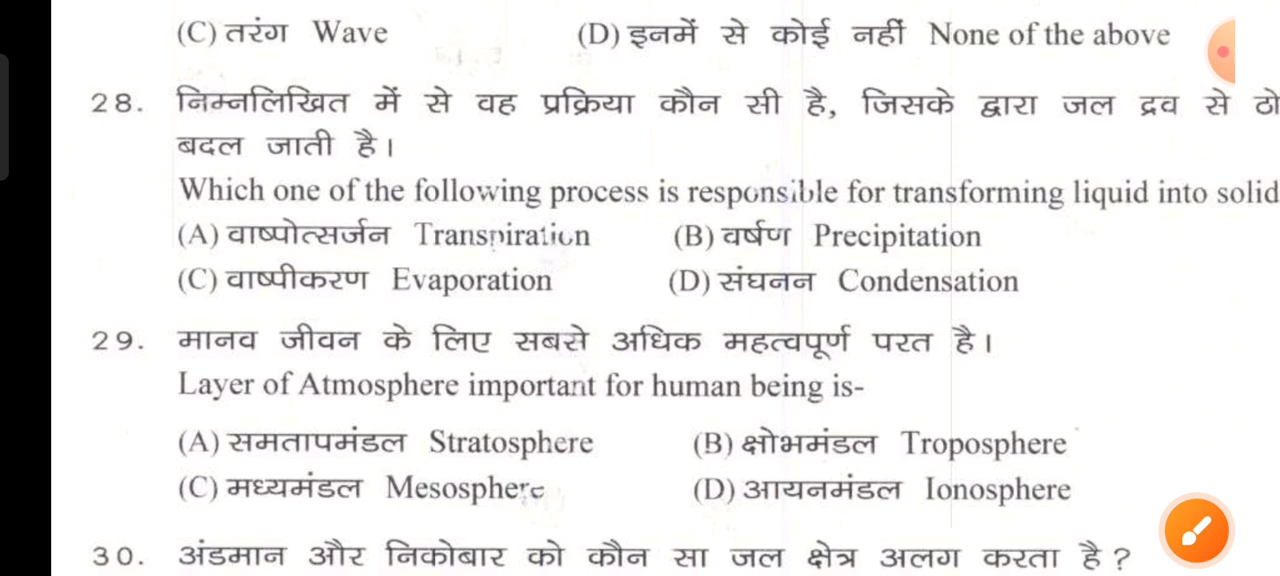 (C) तरंग Wave (D) इनमें से कोई नहीं None of the above
28. निम्नलिखित में से वह प्रक्रिया कौन सी है, जिसके द्वारा जल द्रव से ठो
बदल जाती है।
Which one of the following process is responsible for transforming liquid into solid
(A) वाष्पोत्सर्जन Transpiration (B) वर्षण Precipitation
(C) वाष्पीकरण Evaporation (D) संघनन Condensation
29. मानव जीवन के लिए सबसे अधिक महत्वपूर्ण परत है।
Layer of Atmosphere important for human being is-
(A) समतापमंडल Stratosphere (B) क्षोभमंडल Troposphere
(C) मध्यमंडल Mesosphere (D) आयनमंडल Ionosphere
30. अंडमान और निकोबार को कौन सा जल क्षेत्र अलग करता है?